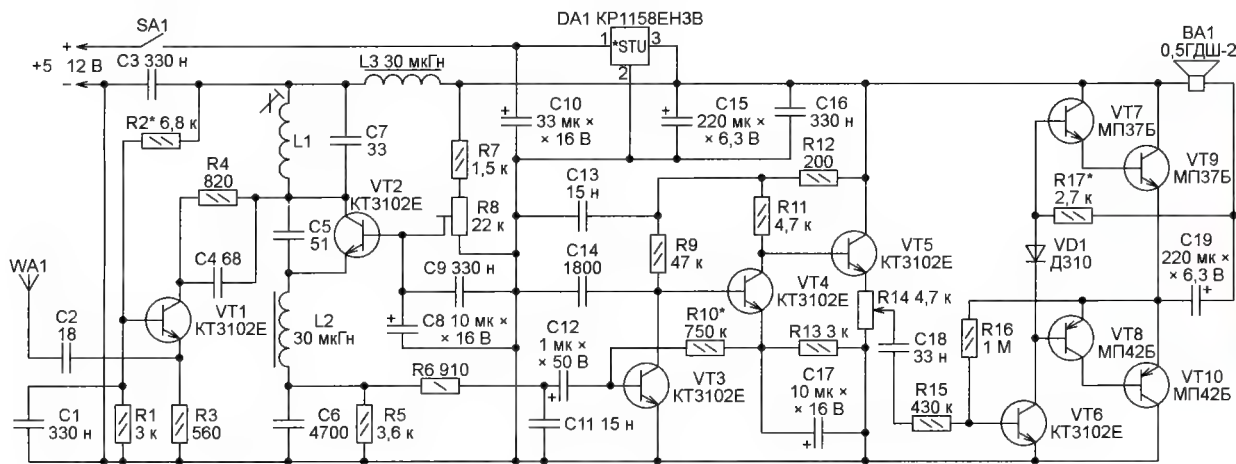 SA1
DA1 КР1158ЕН3В
BA1
0,5ГДШ-2
+
1
*STU
3
2
+5 12 В
−
C3 330 н
L3 30 мкГн
R2* 6,8 к
L1
C7
33
R4
820
VT2
КТ3102Е
C5
51
C4 68
WA1
C2
18
VT1
КТ3102Е
L2
30 мкГн
C1
330 н
R1
3 к
R3
560
C6
4700
R5
3,6 к
R6 910
R7
1,5 к
R8
22 к
C9 330 н
+
C8 10 мк ×
× 16 В
+
C10
33 мк ×
× 16 В
C13
15 н
C14
1800
C12
1 мк ×
× 50 В
+
C11 15 н
+
C15
220 мк ×
× 6,3 В
C16
330 н
R12
200
R11
4,7 к
R9
47 к
VT4
КТ3102Е
R10*
750 к
R13 3 к
VT3
КТ3102Е
C17
10 мк ×
× 16 В
+
VT5
КТ3102Е
R14 4,7 к
C18
33 н
R15
430 к
R16
1 М
VT6
КТ3102Е
VT7
МП37Б
VT9
МП37Б
R17*
2,7 к
VD1
Д310
C19
220 мк ×
× 6,3 В
+
VT8
МП42Б
VT10
МП42Б